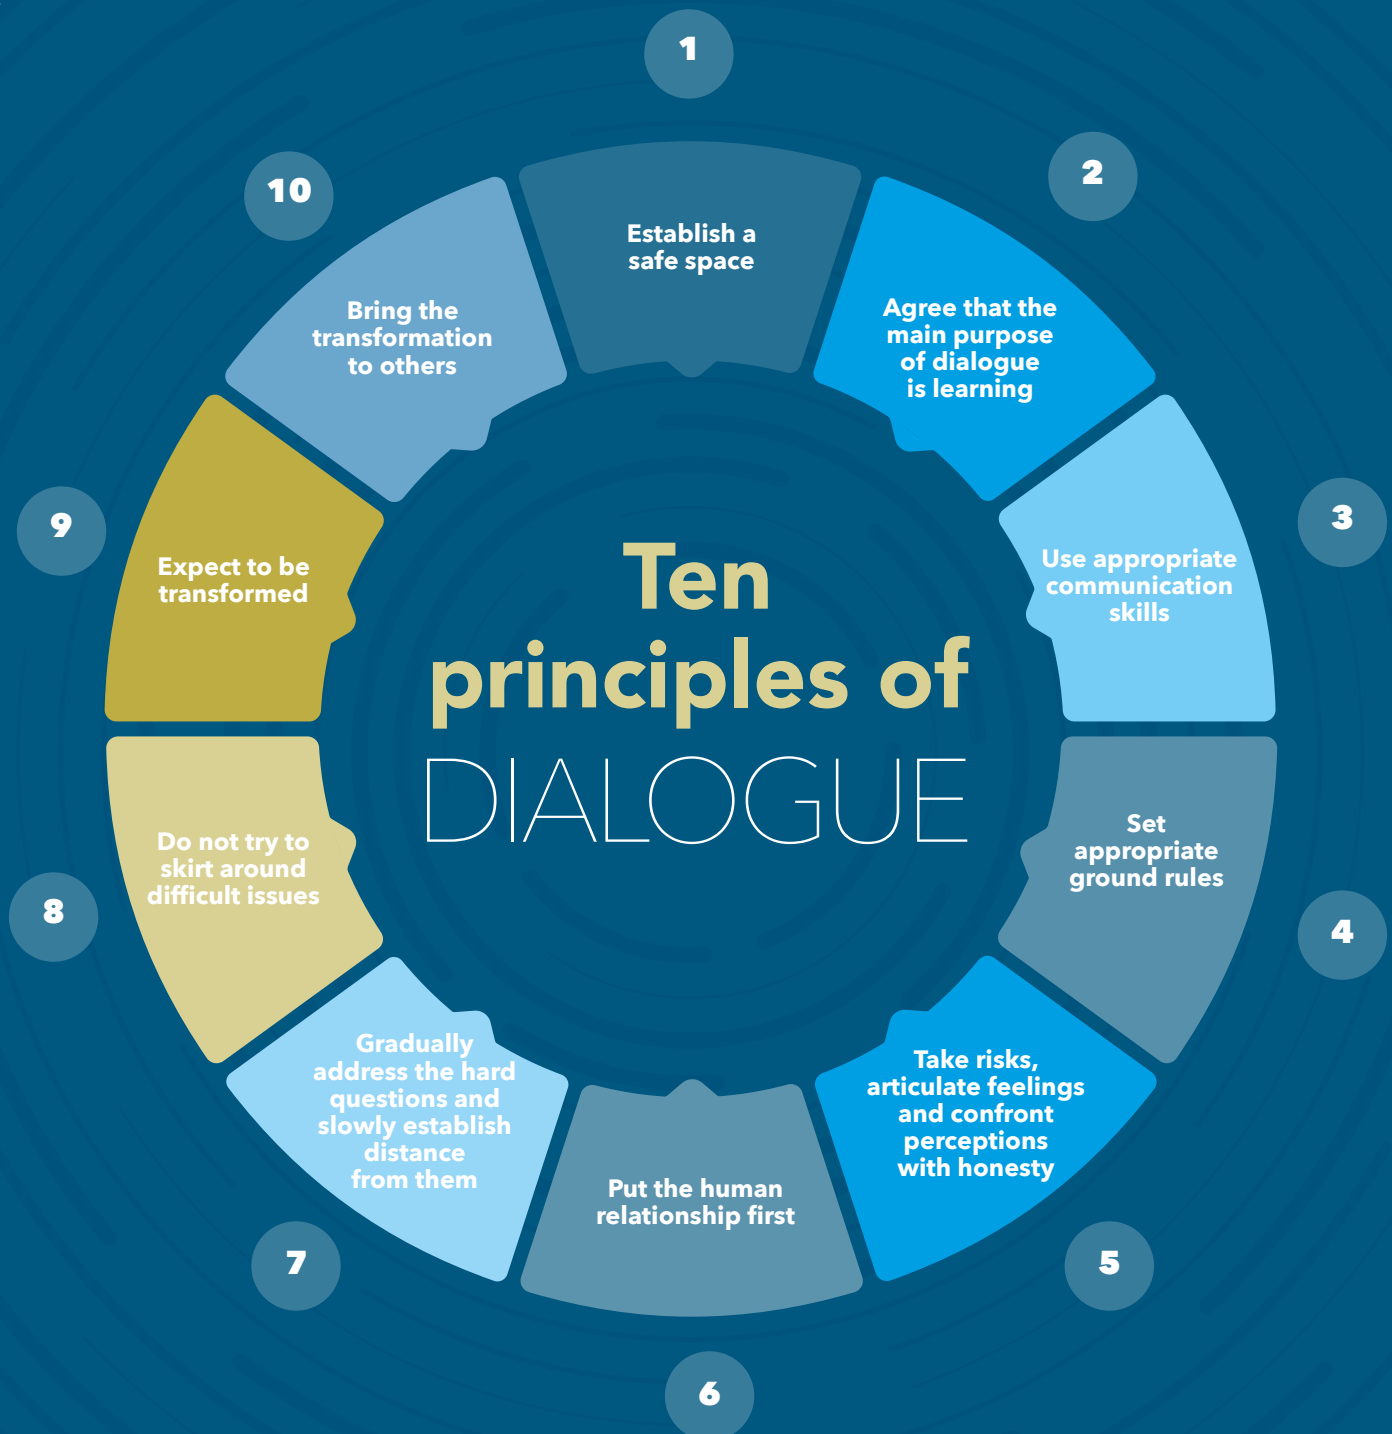 Ten
principles of
DIALOGUE
1
Establish a
safe space
2
Agree that the
main purpose
of dialogue
is learning
3
Use appropriate
communication
skills
4
Set
appropriate
ground rules
5
Take risks,
articulate feelings
and confront
perceptions
with honesty
6
Put the human
relationship first
7
Gradually
address the hard
questions and
slowly establish
distance
from them
8
Do not try to
skirt around
difficult issues
9
Expect to be
transformed
10
Bring the
transformation
to others